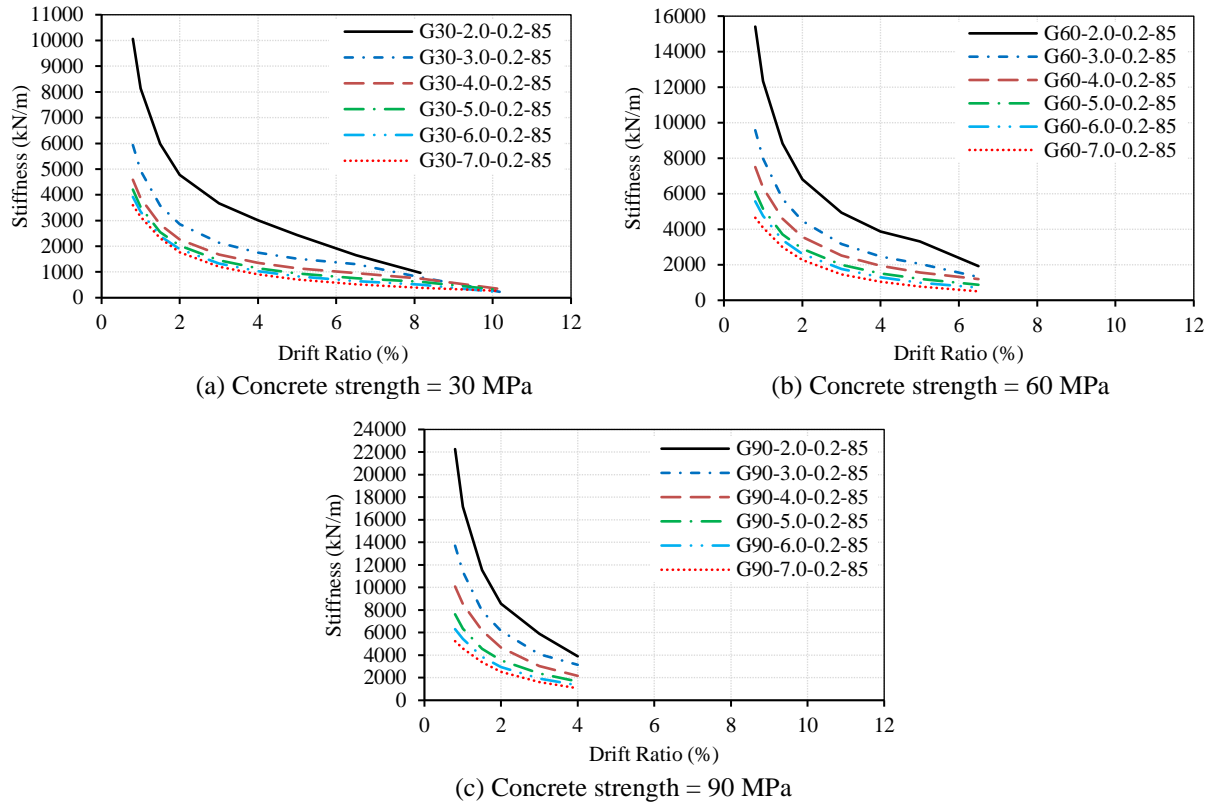 11000
10000
9000
8000
7000
6000
5000
4000
3000
2000
1000
0
Stiffness (kN/m)
0 2 4 6 8 10 12
Drift Ratio (%)
G30-2.0-0.2-85
G30-3.0-0.2-85
G30-4.0-0.2-85
G30-5.0-0.2-85
G30-6.0-0.2-85
G30-7.0-0.2-85
(a) Concrete strength = 30 MPa
16000
14000
12000
10000
8000
6000
4000
2000
0
Stiffness (kN/m)
0 2 4 6 8 10 12
Drift Ratio (%)
G60-2.0-0.2-85
G60-3.0-0.2-85
G60-4.0-0.2-85
G60-5.0-0.2-85
G60-6.0-0.2-85
G60-7.0-0.2-85
(b) Concrete strength = 60 MPa
24000
22000
20000
18000
16000
14000
12000
10000
8000
6000
4000
2000
0
Stiffness (kN/m)
0 2 4 6 8 10 12
Drift Ratio (%)
G90-2.0-0.2-85
G90-3.0-0.2-85
G90-4.0-0.2-85
G90-5.0-0.2-85
G90-6.0-0.2-85
G90-7.0-0.2-85
(c) Concrete strength = 90 MPa